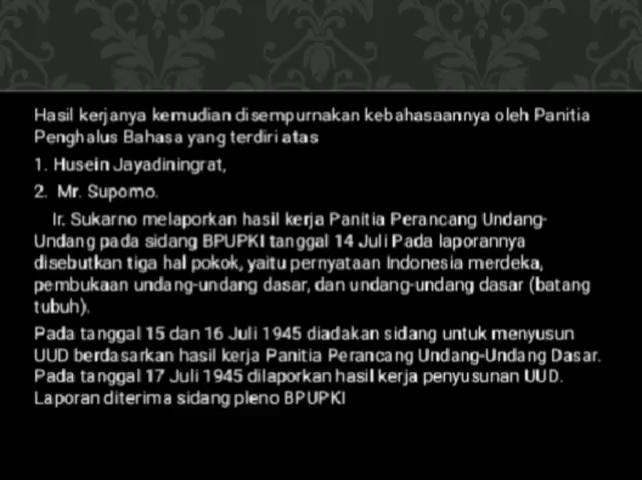 Hasil kerjanya kemudian disempurnakan kebahasaannya oleh Panitia
Penghalus Bahasa yang terdiri atas
1. Husein Jayadiningrat,
2. Mr. Supomo.
Ir. Sukarno melaporkan hasil kerja Panitia Perancang Undang-
Undang pada sidang BPUPKI tanggal 14 Juli Pada laporannya
disebutkan tiga hal pokok, yaitu pernyataan Indonesia merdeka,
pembukaan undang-undang dasar, dan undang-undang dasar (batang
tubuh).
Pada tanggal 15 dan 16 Juli 1945 diadakan sidang untuk menyusun
UUD berdasarkan hasil kerja Panitia Perancang Undang-Undang Dasar.
Pada tanggal 17 Juli 1945 dilaporkan hasil kerja penyusunan UUD.
Laporan diterima sidang pleno BPUPKI